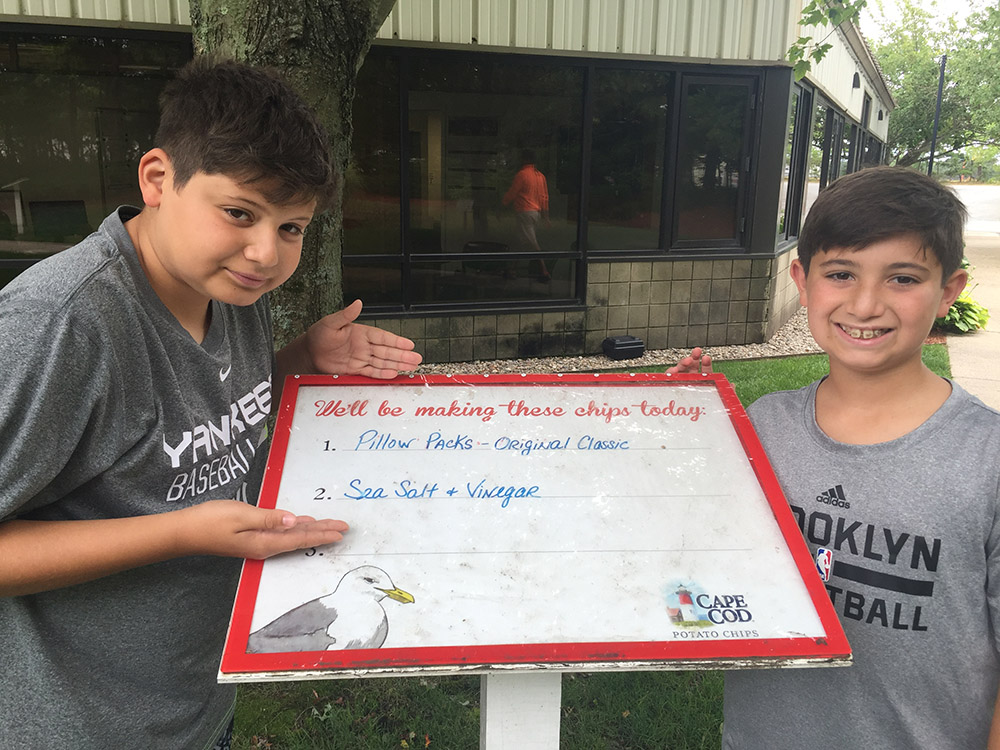 We'll be making these chips today:
1. Pillow Packs - Original Classic
2. Sea Salt + Vinegar
3.
CAPE
COD
POTATO CHIPS
YANKEE
BASEBALL
adidas
OOKLYN
TBALL